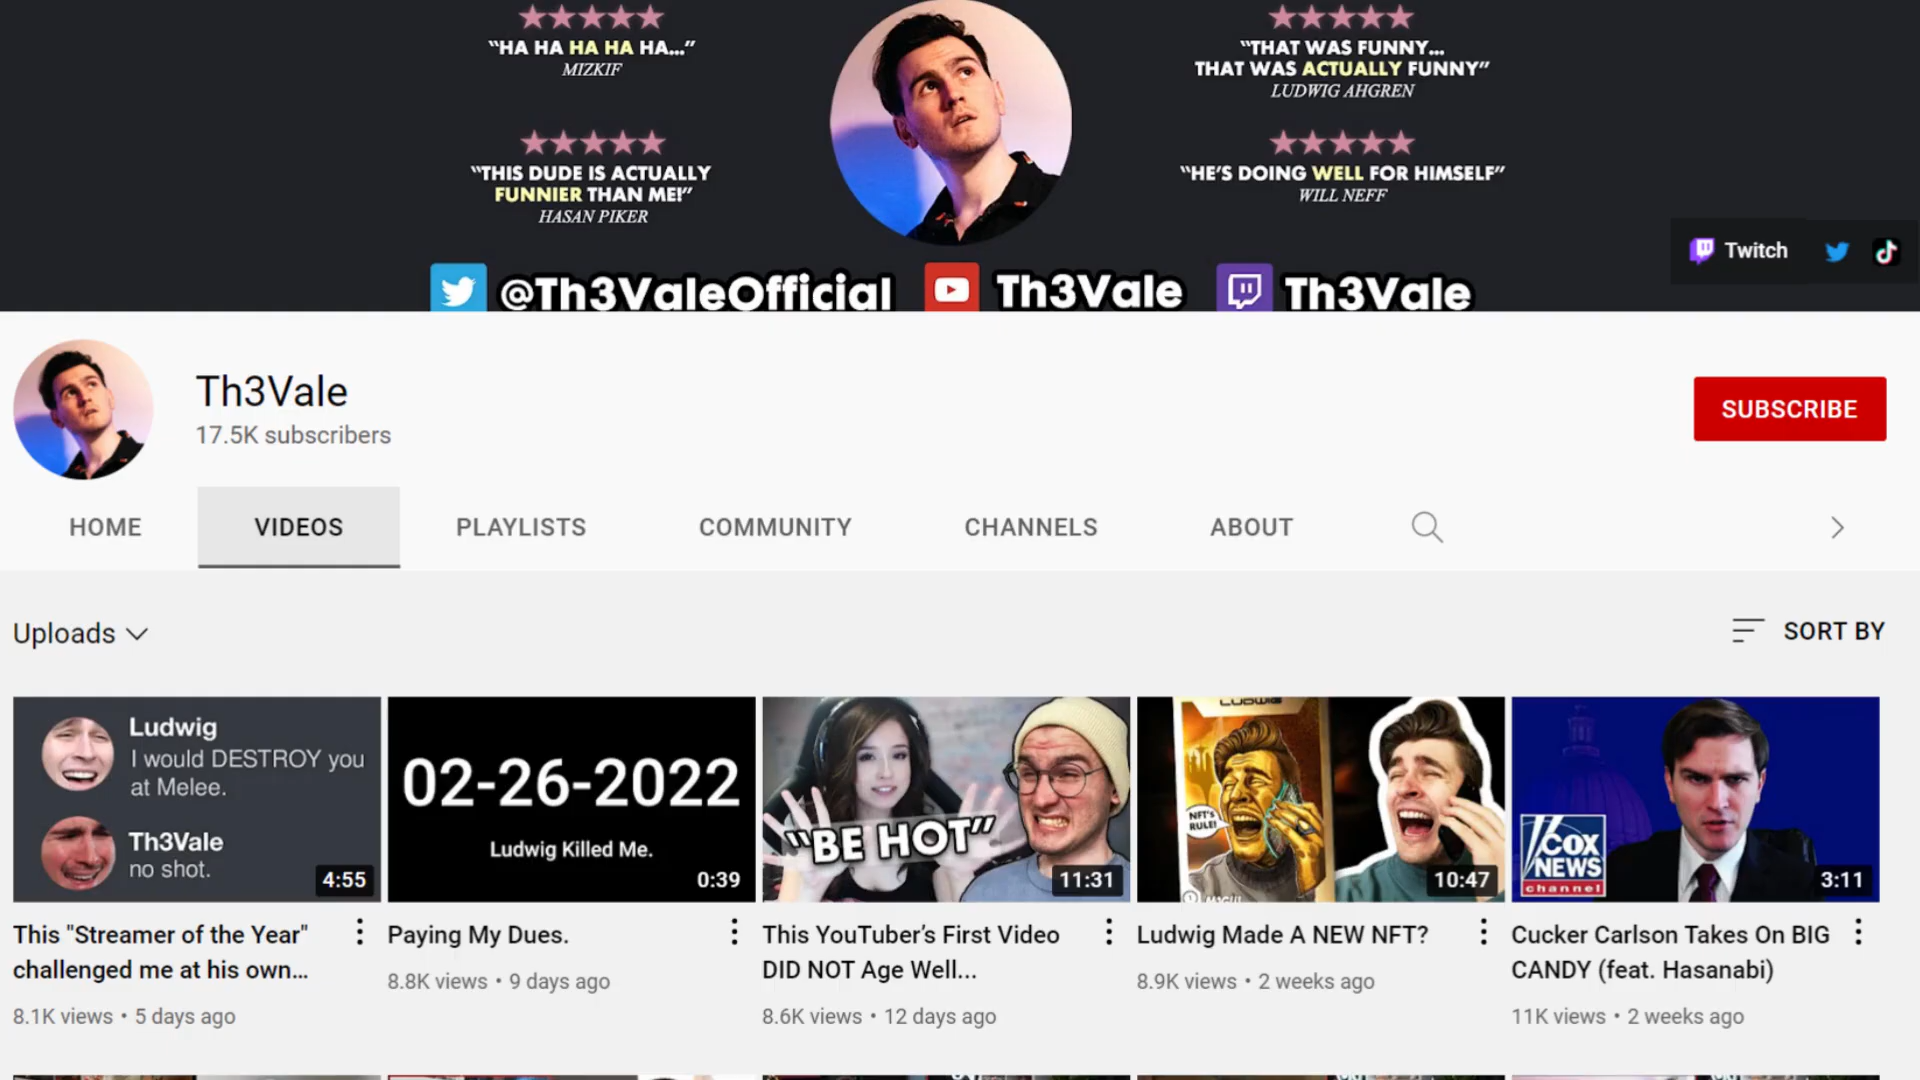 “HA HA HA HA HA...”
MIZKIF
“THAT WAS FUNNY...
THAT WAS ACTUALLY FUNNY”
LUDWIG AHGREN
“THIS DUDE IS ACTUALLY
FUNNIER THAN ME!”
HASAN PIKER
“HE’S DOING WELL FOR HIMSELF”
WILL NEFF
Twitch
@Th3ValeOfficial
Th3Vale
Th3Vale
Th3Vale
17.5K subscribers
SUBSCRIBE
HOME
VIDEOS
PLAYLISTS
COMMUNITY
CHANNELS
ABOUT
Uploads
SORT BY
Ludwig
I would DESTROY you
at Melee.
Th3Vale
no shot.
4:55
02-26-2022
Ludwig Killed Me.
0:39
“BE HOT”
11:31
LUDWIG
NFT'S
RULE!
10:47
COX
NEWS
channel
3:11
This "Streamer of the Year"
challenged me at his own...
8.1K views • 5 days ago
Paying My Dues.
8.8K views • 9 days ago
This YouTuber’s First Video
DID NOT Age Well...
8.6K views • 12 days ago
Ludwig Made A NEW NFT?
8.9K views • 2 weeks ago
Cucker Carlson Takes On BIG
CANDY (feat. Hasanabi)
11K views • 2 weeks ago